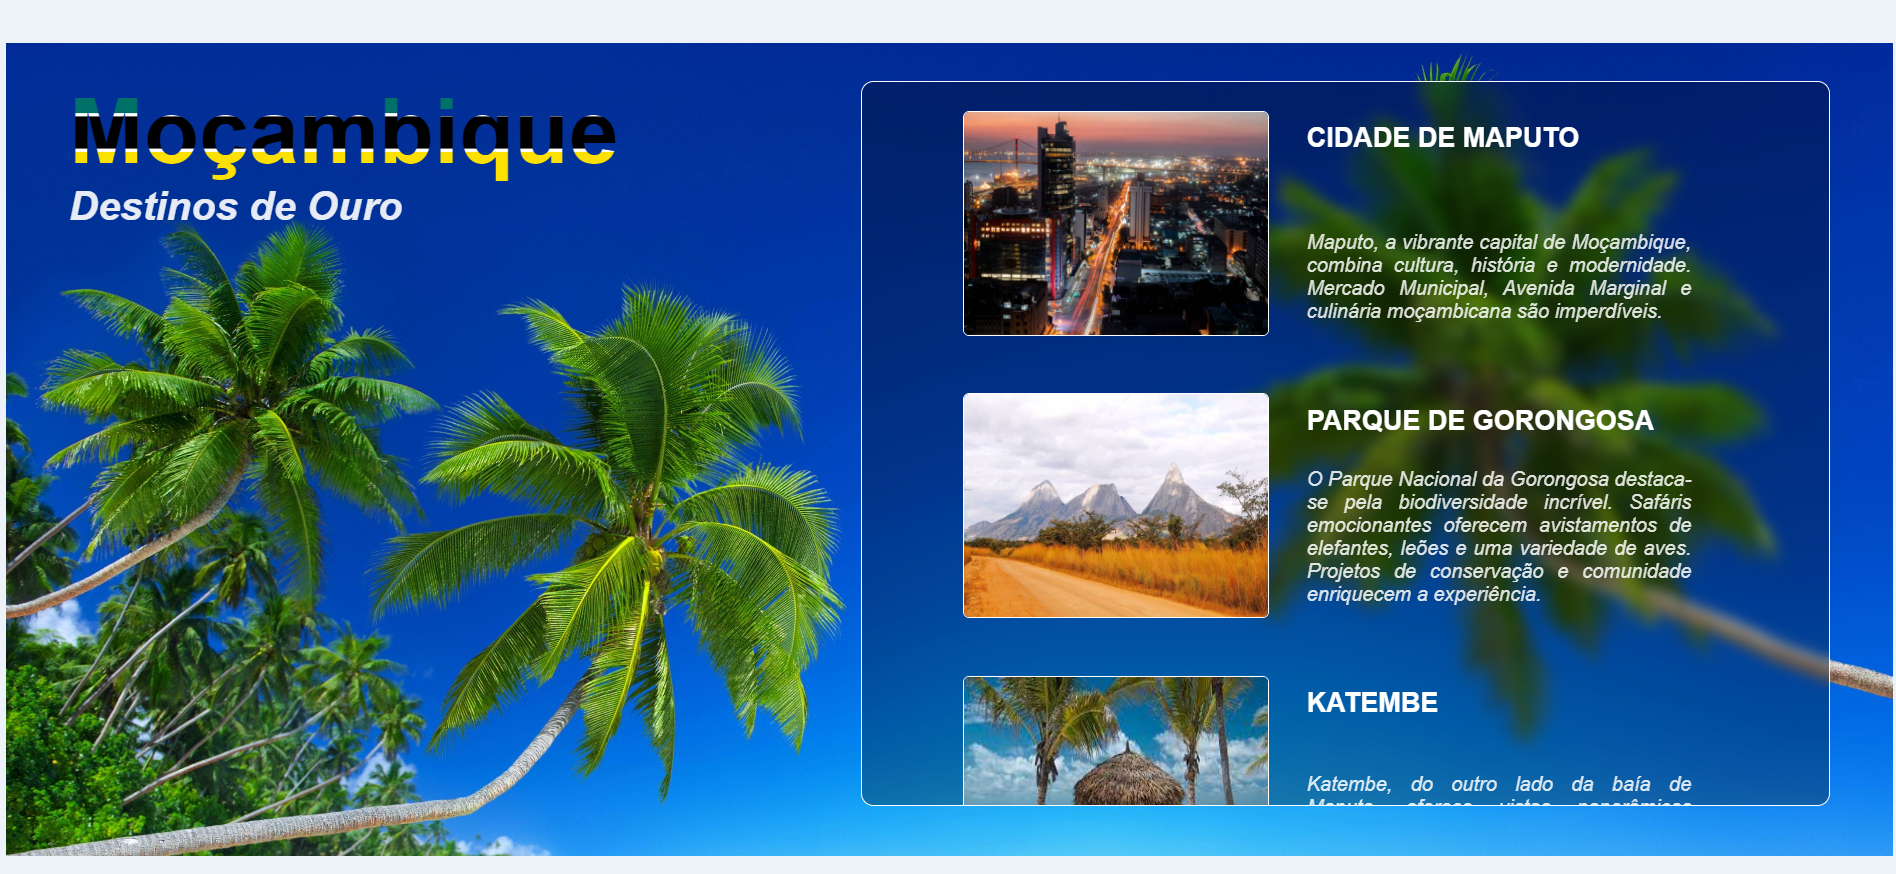 Moçambique
Destinos de Ouro
CIDADE DE MAPUTO
Maputo, a vibrante capital de Moçambique,
combina cultura, história e modernidade.
Mercado Municipal, Avenida Marginal e
culinária moçambicana são imperdíveis.
PARQUE DE GORONGOSA
O Parque Nacional da Gorongosa destaca-
se pela biodiversidade incrível. Safáris
emocionantes oferecem avistamentos de
elefantes, leões e uma variedade de aves.
Projetos de conservação e comunidade
enriquecem a experiência.
KATEMBE
Katembe, do outro lado da baía de